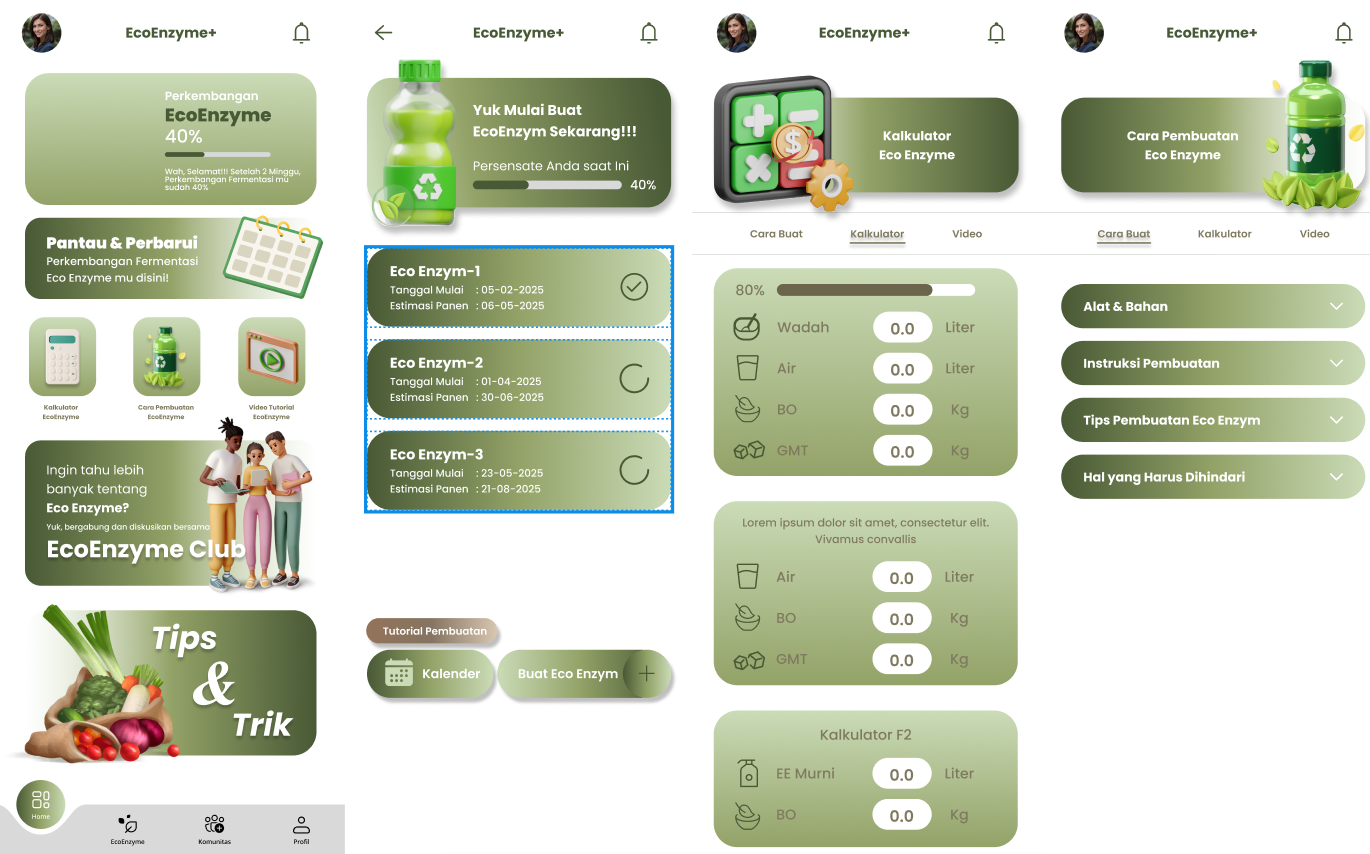 EcoEnzyme+
Perkembangan
EcoEnzyme
40%
Wah, Selamat!!! Setelah 2 Minggu,
Perkembangan Fermentasi mu
sudah 40%
Pantau & Perbarui
Perkembangan Fermentasi
Eco Enzyme mu disini!
Kalkulator
EcoEnzyme
Cara Pembuatan
EcoEnzyme
Video Tutorial
EcoEnzyme
Ingin tahu lebih
banyak tentang
Eco Enzyme?
Yuk, bergabung dan diskusikan bersama
EcoEnzyme Club
Tips
&
Trik
Home
EcoEnzyme
Komunitas
Profil
EcoEnzyme+
Yuk Mulai Buat
EcoEnzym Sekarang!!!
Persensate Anda saat Ini
40%
Eco Enzym-1
Tanggal Mulai : 05-02-2025
Estimasi Panen : 06-05-2025
Eco Enzym-2
Tanggal Mulai : 01-04-2025
Estimasi Panen : 30-06-2025
Eco Enzym-3
Tanggal Mulai : 23-05-2025
Estimasi Panen : 21-08-2025
Tutorial Pembuatan
Kalender
Buat Eco Enzym
EcoEnzyme+
Kalkulator
Eco Enzyme
Cara Buat Kalkulator Video
80%
Wadah 0.0 Liter
Air 0.0 Liter
BO 0.0 Kg
GMT 0.0 Kg
Lorem ipsum dolor sit amet, consectetur elit.
Vivamus convallis
Air 0.0 Liter
BO 0.0 Kg
GMT 0.0 Kg
Kalkulator F2
EE Murni 0.0 Liter
BO 0.0 Kg
EcoEnzyme+
Cara Pembuatan
Eco Enzyme
Cara Buat Kalkulator Video
Alat & Bahan
Instruksi Pembuatan
Tips Pembuatan Eco Enzym
Hal yang Harus Dihindari